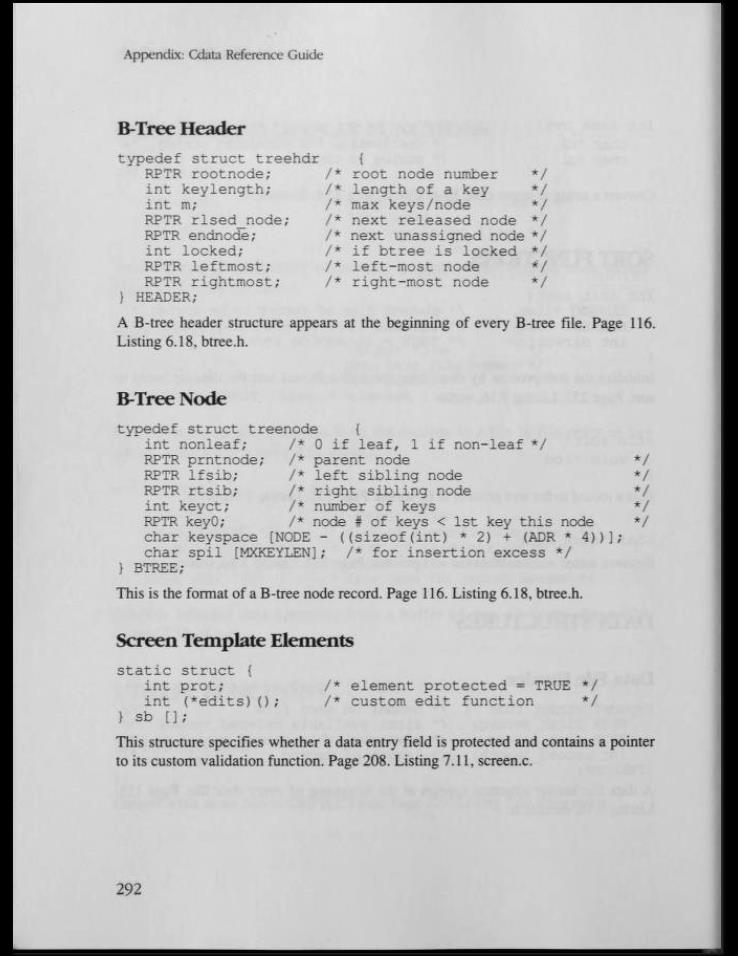 Appendix: Cdata Reference Guide
B-Tree Header
typedef struct treehdr    {
   RPTR rootnode;      /* root node number    */
   int keylength;      /* length of a key     */
   int m;              /* max keys/node       */
   RPTR rlsed_node;    /* next released node  */
   RPTR endnode;       /* next unassigned node */
   int locked;         /* if btree is locked  */
   RPTR leftmost;      /* left-most node      */
   RPTR rightmost;     /* right-most node     */
} HEADER;
A B-tree header structure appears at the beginning of every B-tree file. Page 116.
Listing 6.18, btree.h.
B-Tree Node
typedef struct treenode    {
   int nonleaf;    /* 0 if leaf, 1 if non-leaf */
   RPTR prntnode;  /* parent node                        */
   RPTR lfsib;     /* left sibling node                  */
   RPTR rtsib;     /* right sibling node                 */
   int keyct;      /* number of keys                     */
   RPTR key0;      /* node # of keys < 1st key this node    */
   char keyspace [NODE - ((sizeof(int) * 2) + (ADR * 4))];
   char spil [MXKEYLEN];  /* for insertion excess */
} BTREE;
This is the format of a B-tree node record. Page 116. Listing 6.18, btree.h.
Screen Template Elements
static struct {
   int prot;           /* element protected = TRUE */
   int (*edits) ();    /* custom edit function     */
} sb [];
This structure specifies whether a data entry field is protected and contains a pointer
to its custom validation function. Page 208. Listing 7.11, screen.c.
292